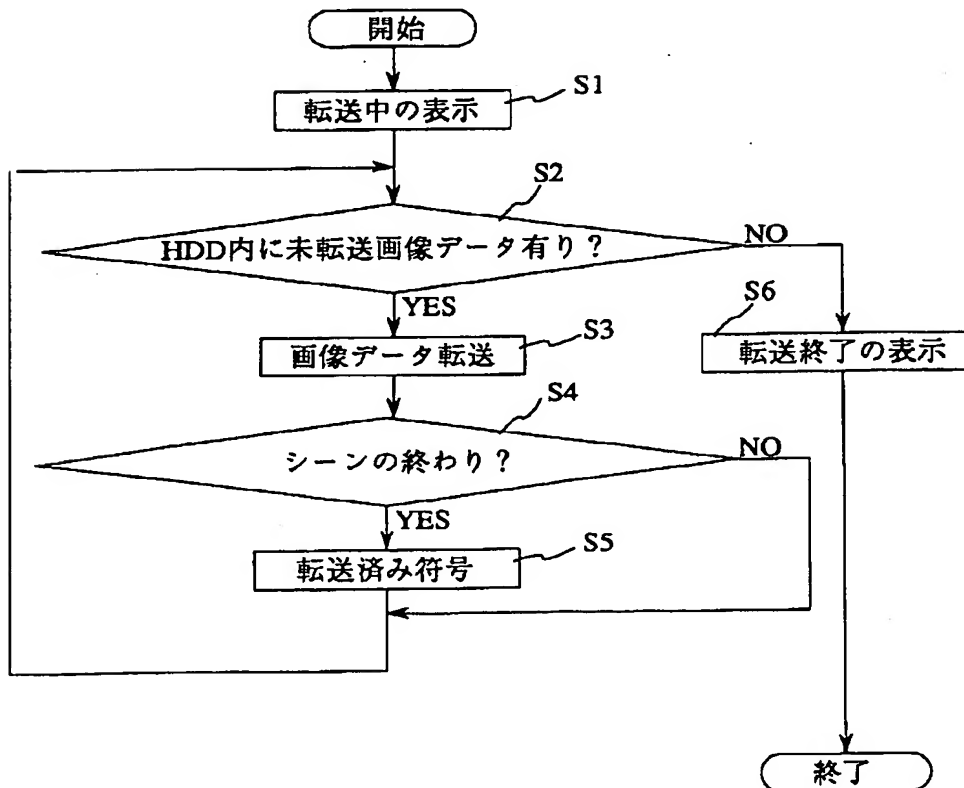 開始
S1
転送中の表示
S2
HDD内に未転送画像データ有り?
NO
YES
S6
転送終了の表示
S3
画像データ転送
S4
シーンの終わり?
NO
YES
S5
転送済み符号
終了